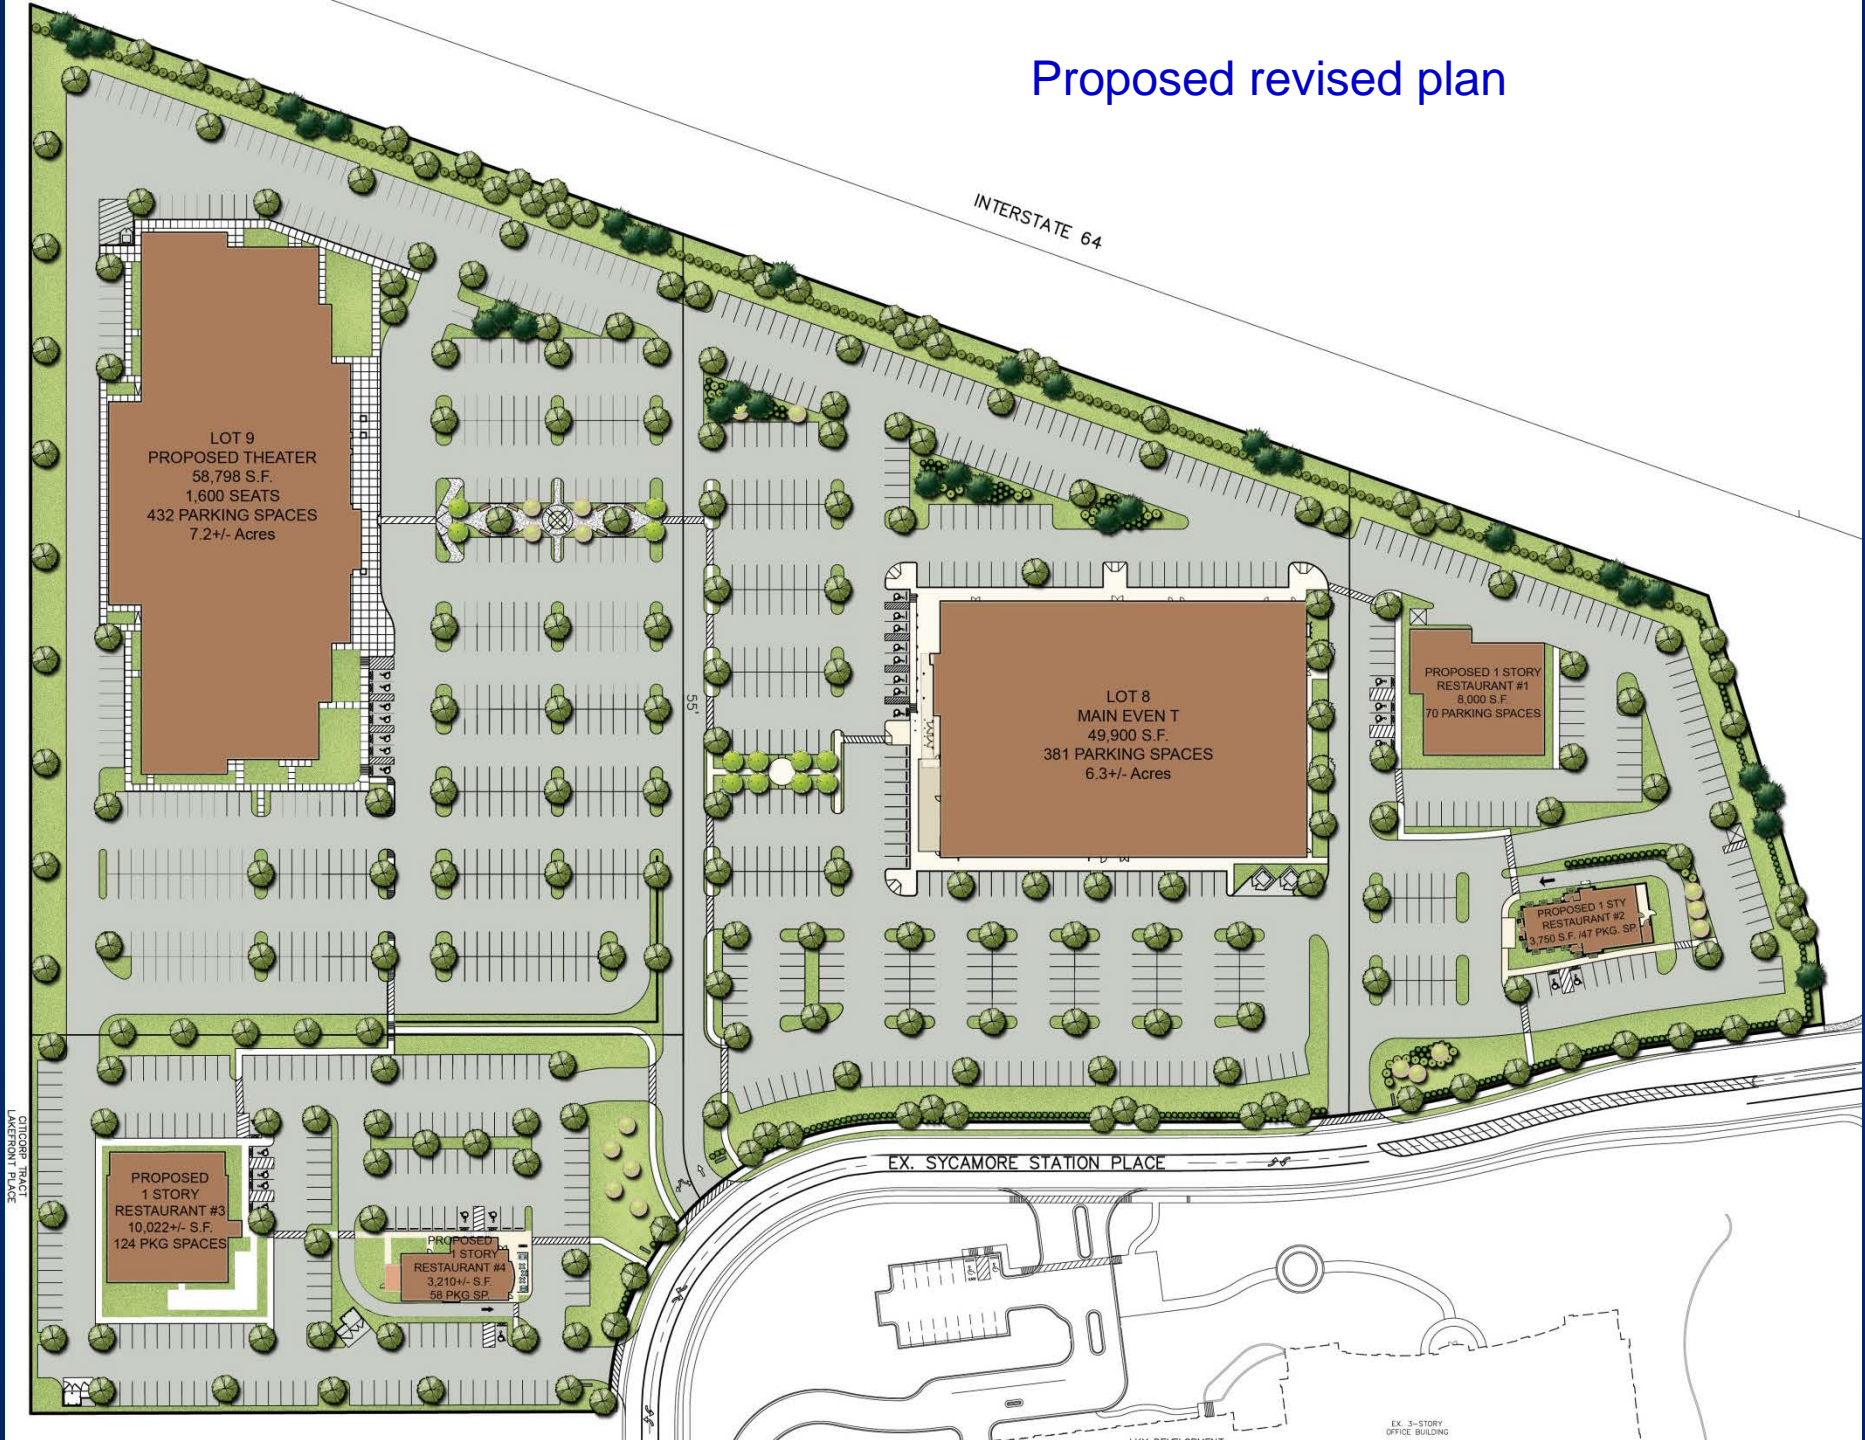 Proposed revised plan
INTERSTATE 64
LOT 9
PROPOSED THEATER
58,798 S.F.
1,600 SEATS
432 PARKING SPACES
7.2+/- Acres
55'
LOT 8
MAIN EVEN T
49,900 S.F.
381 PARKING SPACES
6.3+/- Acres
PROPOSED 1 STORY
RESTAURANT #1
8,000 S.F.
70 PARKING SPACES
PROPOSED 1 STY
RESTAURANT #2
3,750 S.F. /47 PKG. SP.
CITICORP TRACT
LAKEFRONT PLACE
PROPOSED
1 STORY
RESTAURANT #3
10,022+/- S.F.
124 PKG SPACES
PROPOSED
1 STORY
RESTAURANT #4
3,210+/- S.F.
58 PKG SP.
EX. SYCAMORE STATION PLACE
EX. 3-STORY
OFFICE BUILDING